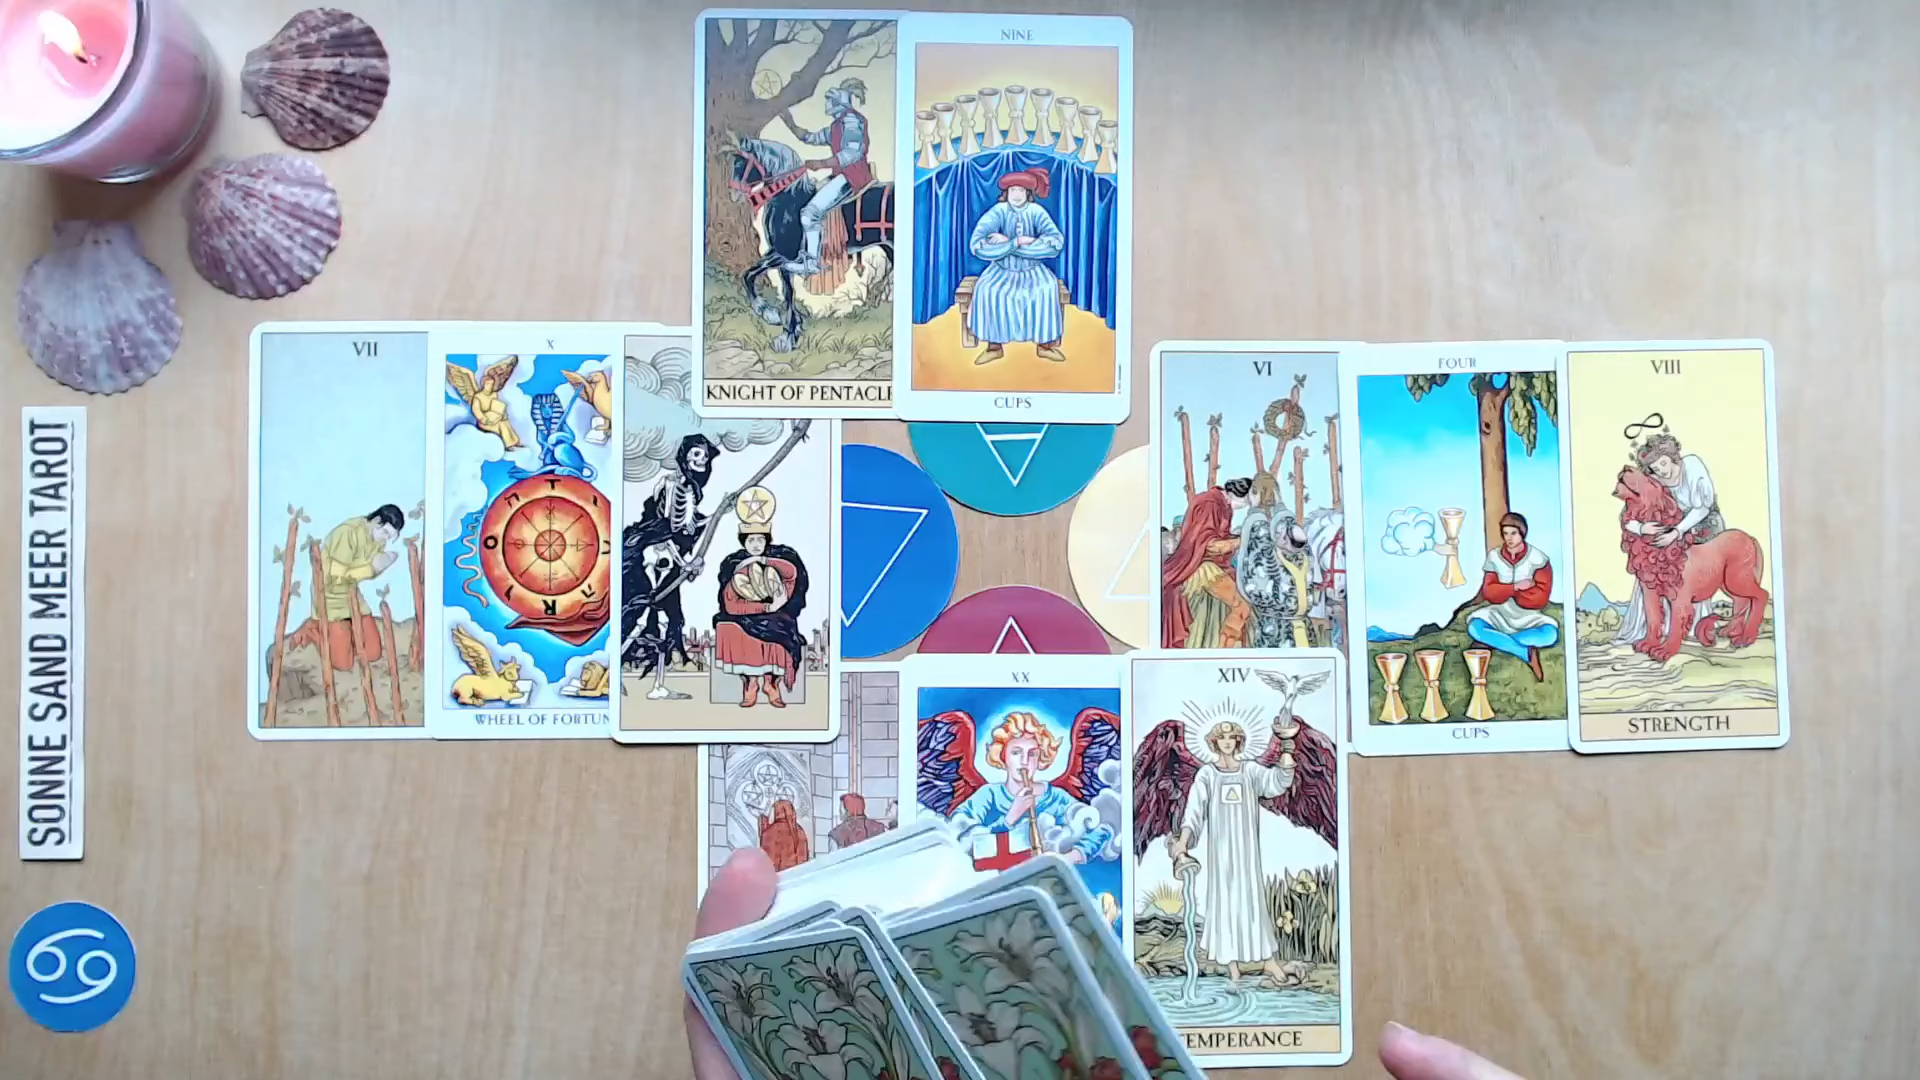 NINE
KNIGHT OF PENTACLE
CUPS
VII
X
VI
FOUR
VIII
SONNE SAND MEER TAROT
WHEEL OF FORTUN
CUPS
STRENGTH
XX
XIV
TEMPERANCE